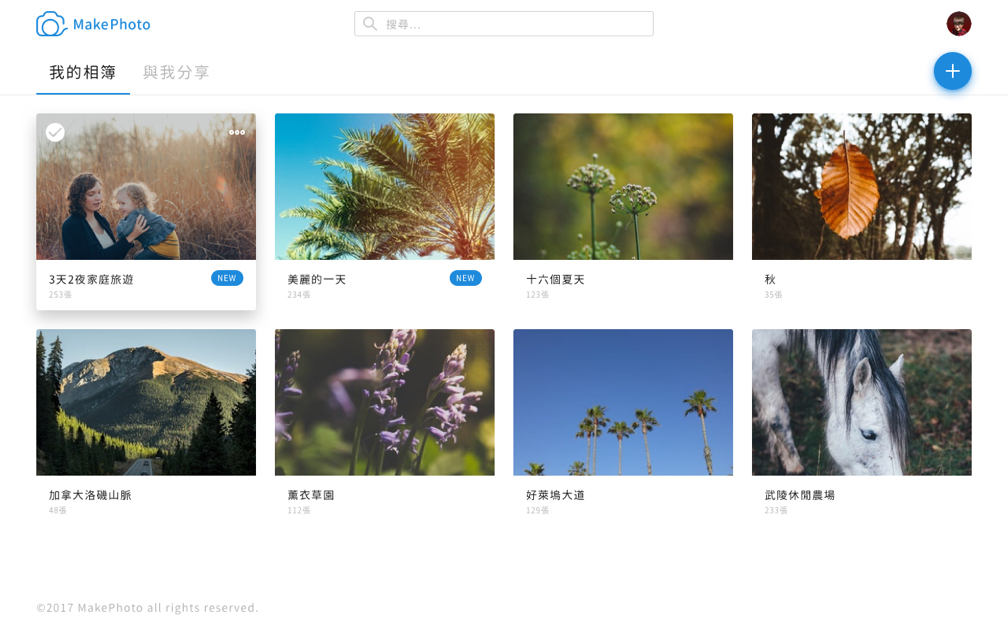 MakePhoto
搜尋...
我的相簿
與我分享
3天2夜家庭旅遊
NEW
253張
美麗的一天
NEW
234張
十六個夏天
123張
秋
35張
加拿大洛磯山脈
48張
薰衣草園
112張
好萊塢大道
129張
武陵休閒農場
233張
©2017 MakePhoto all rights reserved.